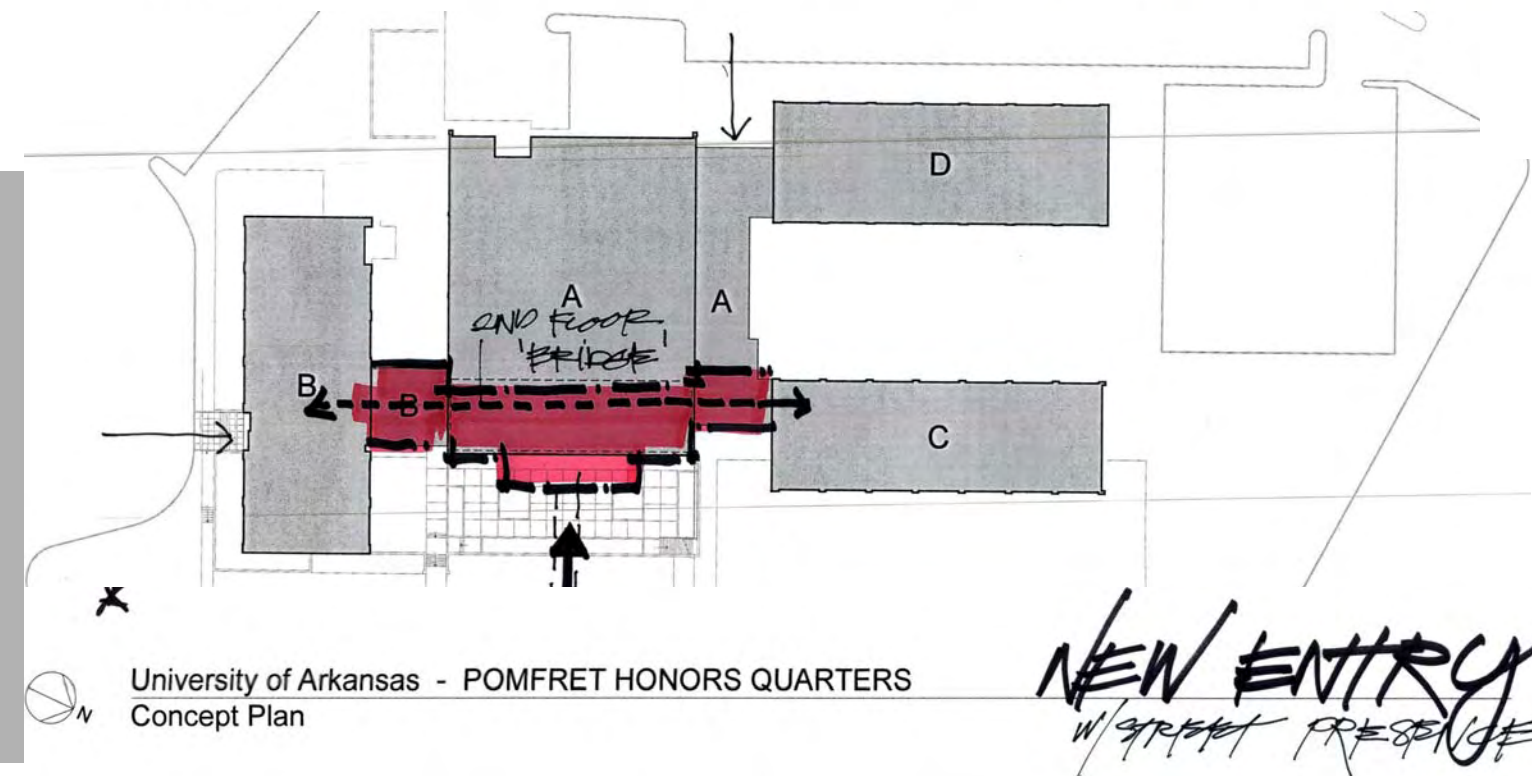 D
A
A
2ND FLOOR
'BRIDGE'
B
B
C
University of Arkansas - POMFRET HONORS QUARTERS
Concept Plan
N
NEW ENTRY
W/ STREET PRESENCE